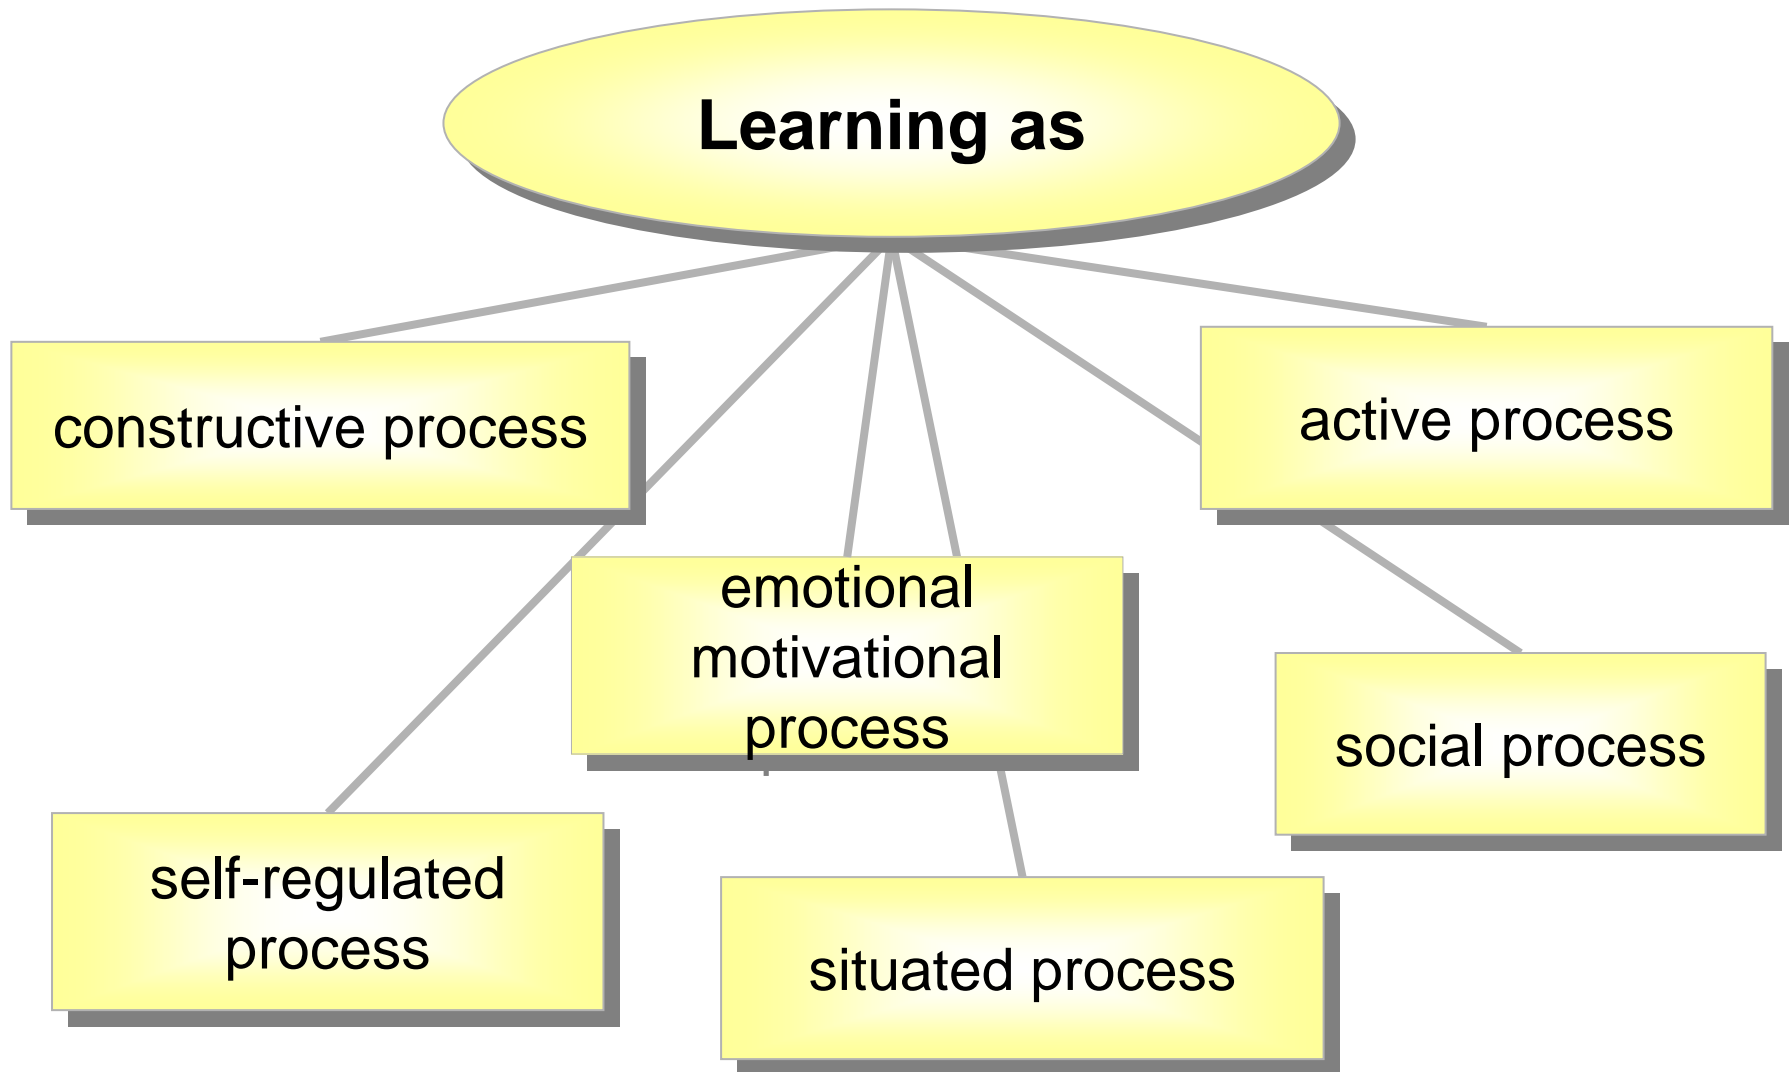 Learning as
constructive process
active process
emotional
motivational
process
social process
self-regulated
process
situated process